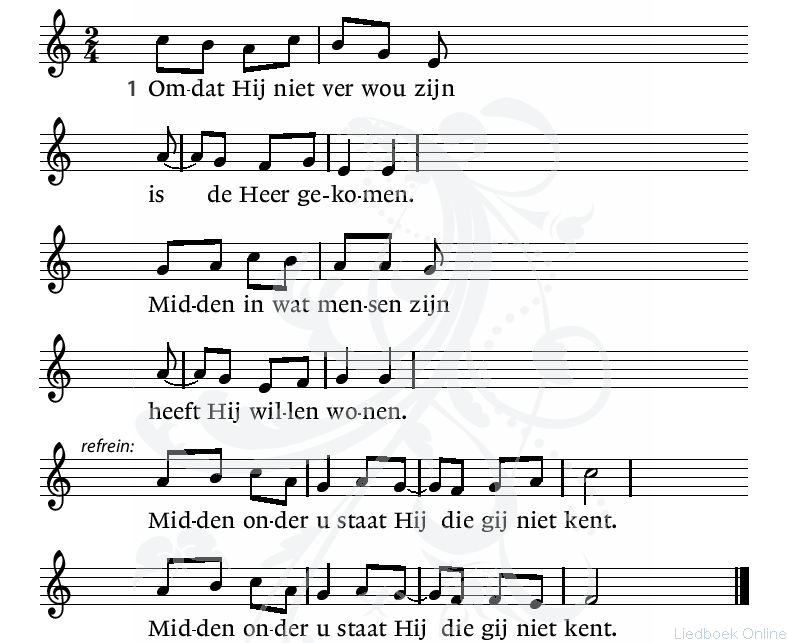 1 Om-dat Hij niet ver wou zijn
is de Heer ge-ko-men.
Mid-den in wat men-sen zijn
heeft Hij wil-len wo-nen.
refrein:
Mid-den on-der u staat Hij die gij niet kent.
Mid-den on-der u staat Hij die gij niet kent.
Liedboek Online